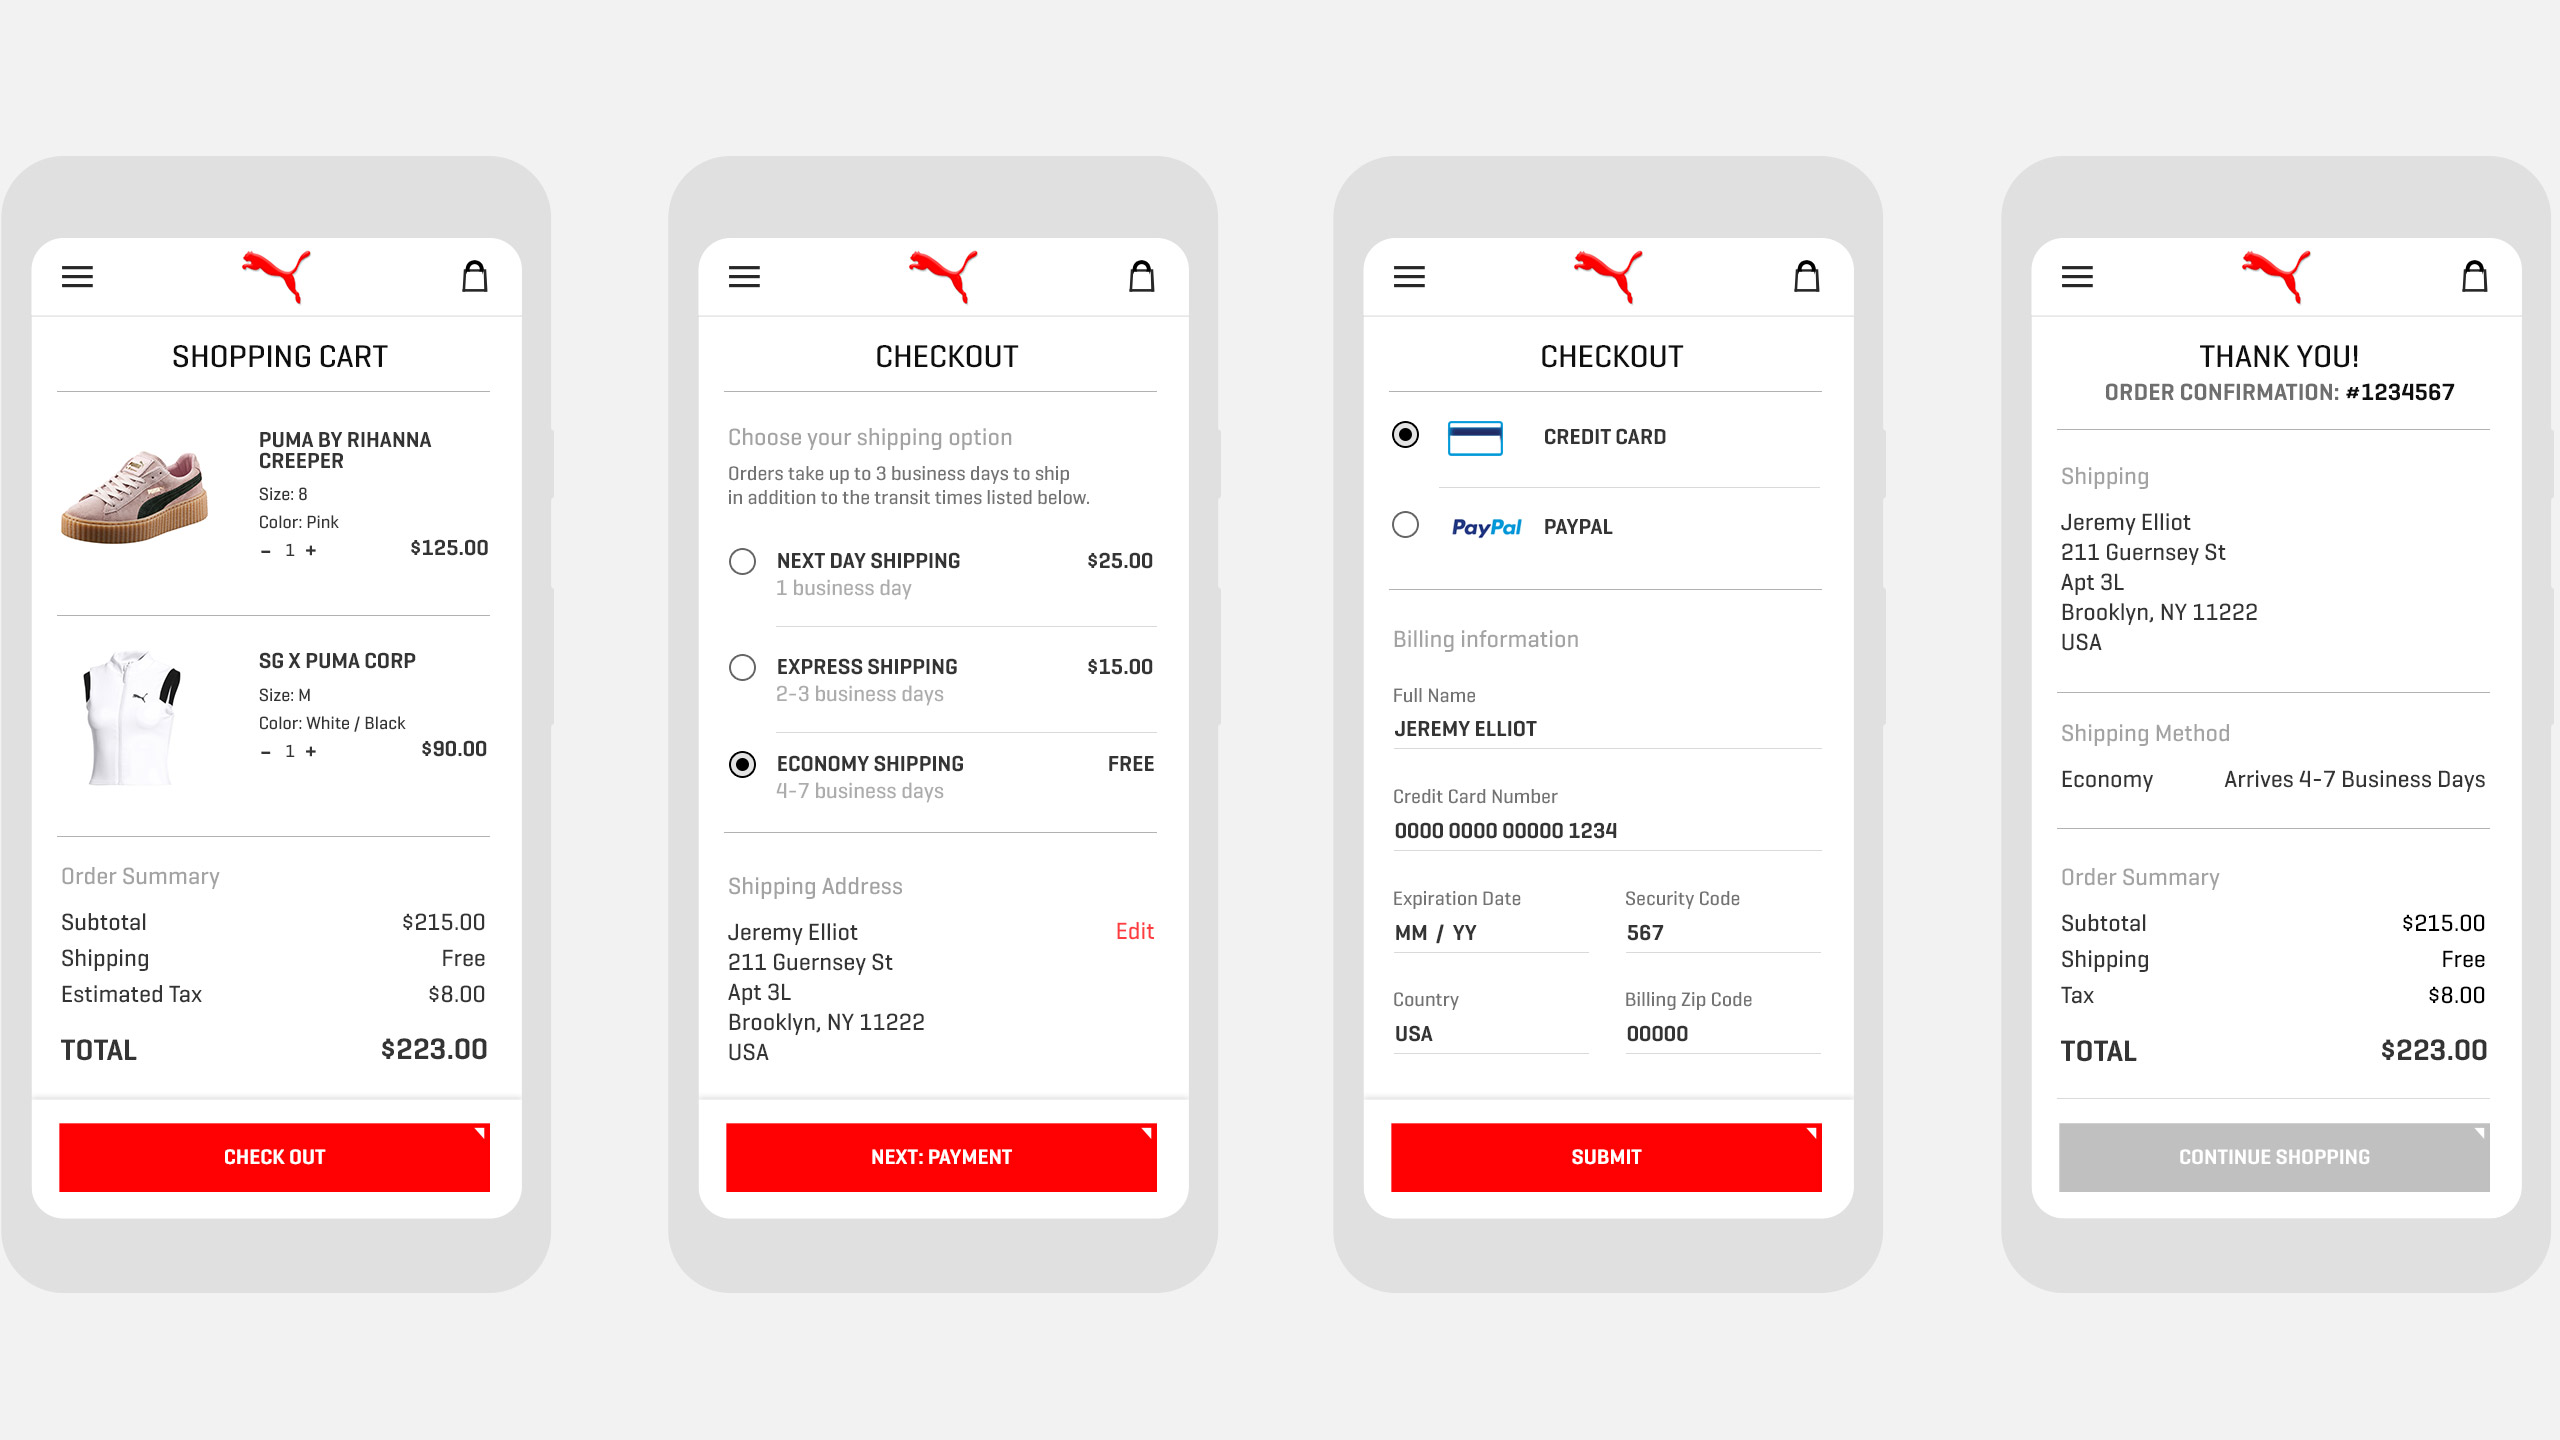 SHOPPING CART
PUMA BY RIHANNA
CREEPER
Size: 8
Color: Pink
- 1 +
$125.00
SG X PUMA CORP
Size: M
Color: White / Black
- 1 +
$90.00
Order Summary
Subtotal $215.00
Shipping Free
Estimated Tax $8.00
TOTAL $223.00
CHECK OUT
CHECKOUT
Choose your shipping option
Orders take up to 3 business days to ship
in addition to the transit times listed below.
NEXT DAY SHIPPING $25.00
1 business day
EXPRESS SHIPPING $15.00
2-3 business days
ECONOMY SHIPPING FREE
4-7 business days
Shipping Address
Jeremy Elliot Edit
211 Guernsey St
Apt 3L
Brooklyn, NY 11222
USA
NEXT: PAYMENT
CHECKOUT
CREDIT CARD
PayPal PAYPAL
Billing information
Full Name
JEREMY ELLIOT
Credit Card Number
0000 0000 00000 1234
Expiration Date Security Code
MM / YY 567
Country Billing Zip Code
USA 00000
SUBMIT
THANK YOU!
ORDER CONFIRMATION: #1234567
Shipping
Jeremy Elliot
211 Guernsey St
Apt 3L
Brooklyn, NY 11222
USA
Shipping Method
Economy Arrives 4-7 Business Days
Order Summary
Subtotal $215.00
Shipping Free
Tax $8.00
TOTAL $223.00
CONTINUE SHOPPING